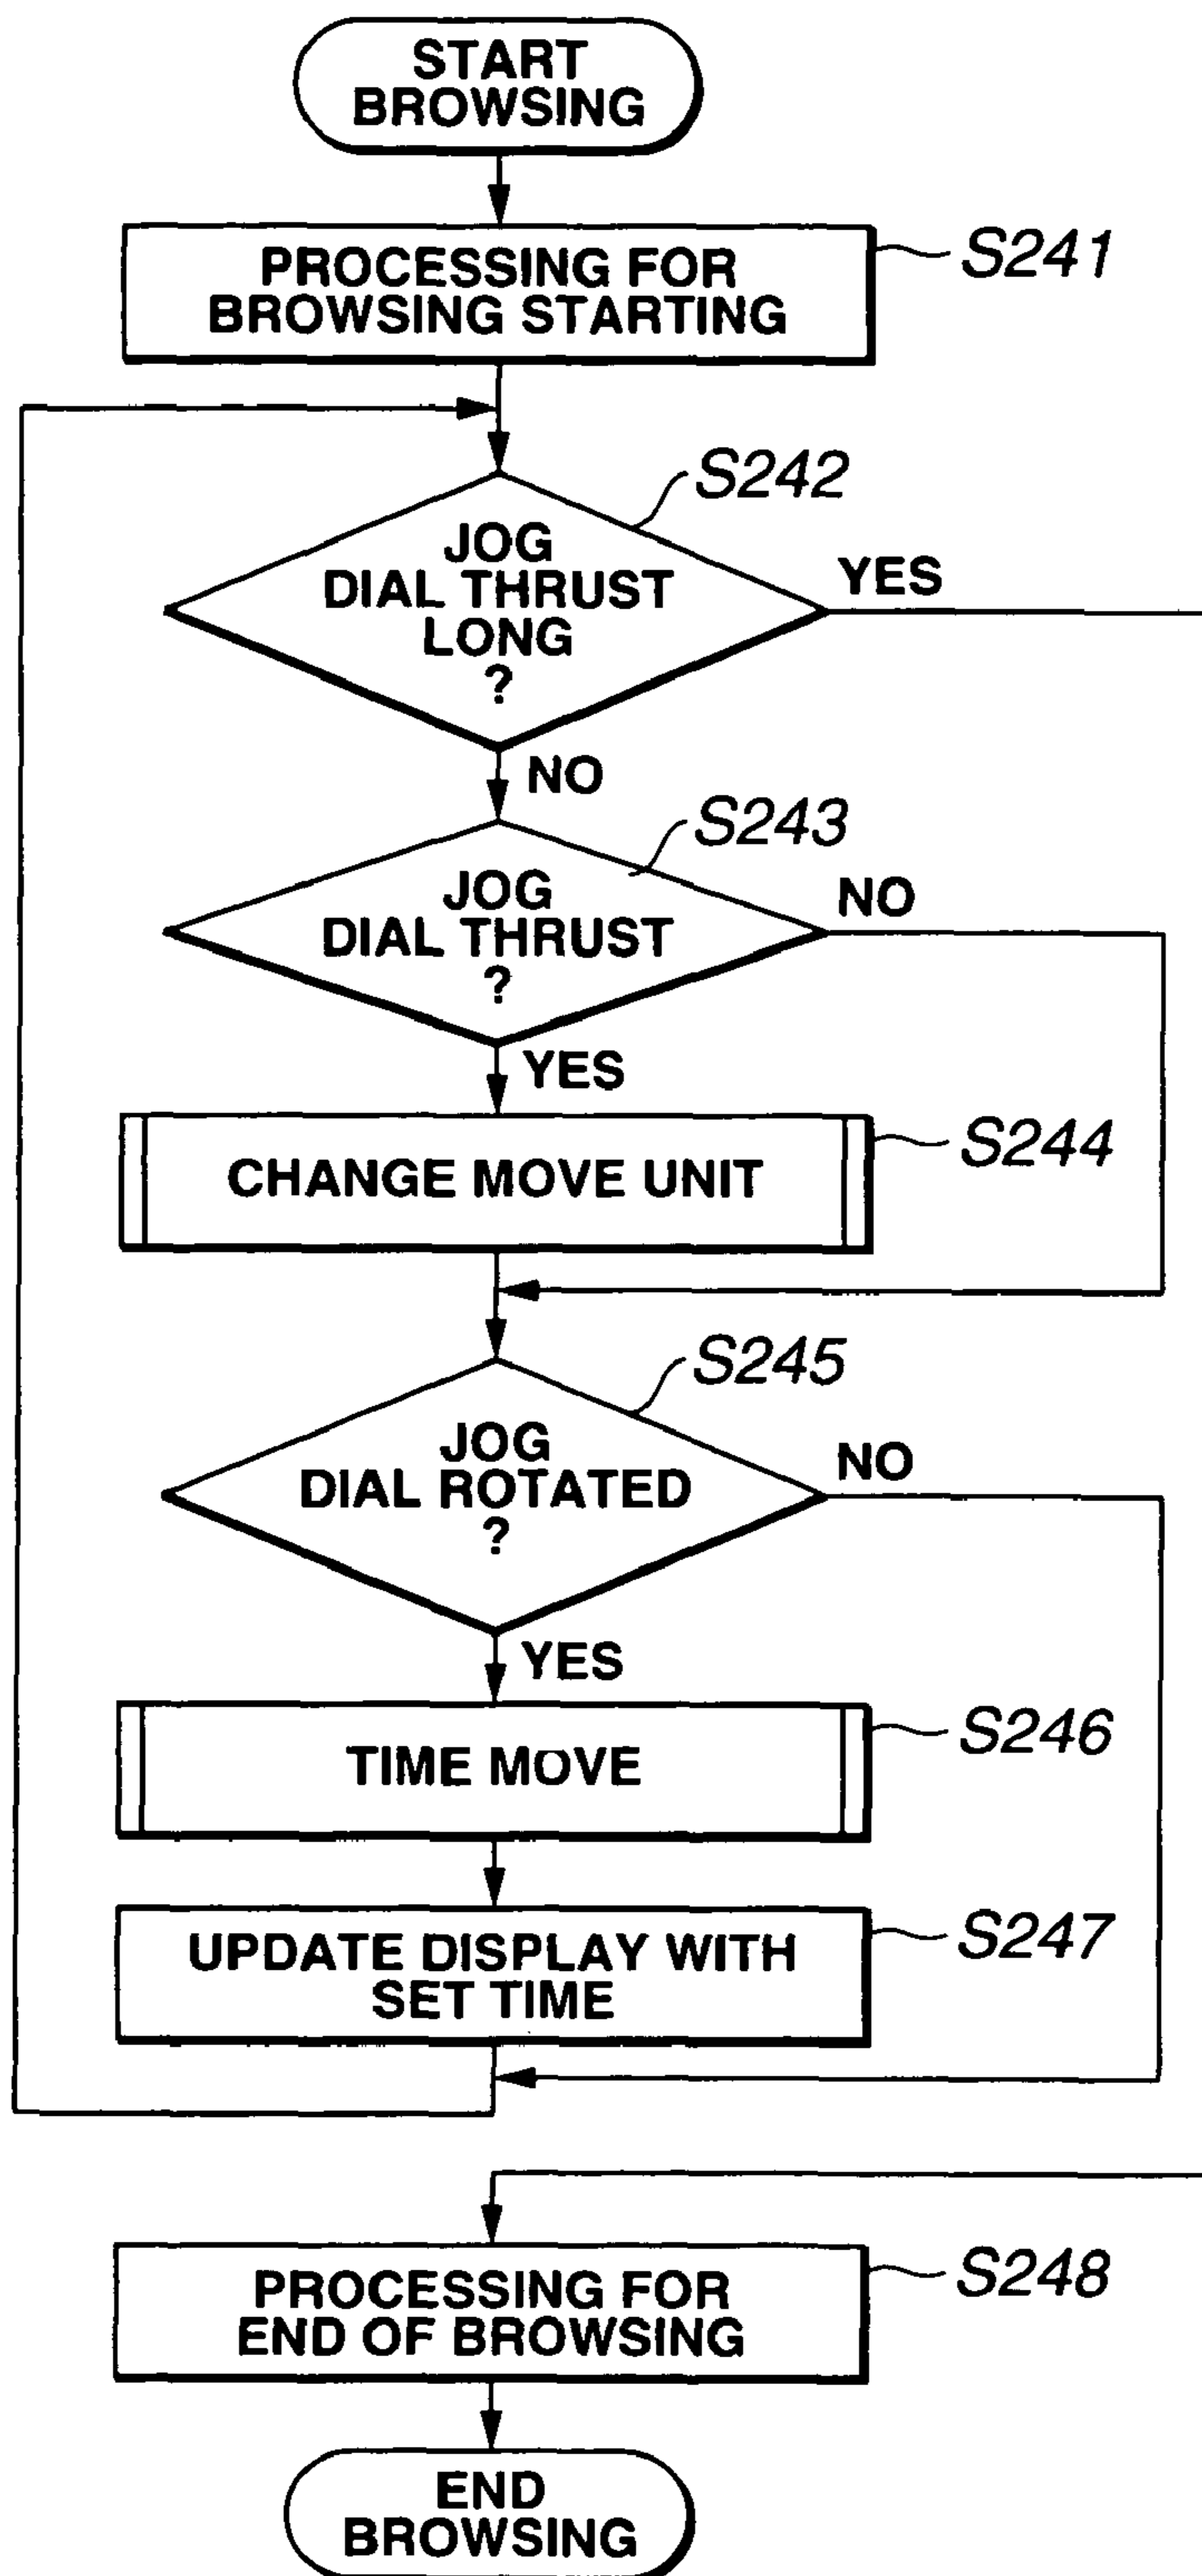 START
BROWSING
PROCESSING FOR
BROWSING STARTING
S241
S242
JOG
DIAL THRUST
LONG
?
YES
NO
S243
JOG
DIAL THRUST
?
NO
YES
CHANGE MOVE UNIT
S244
S245
JOG
DIAL ROTATED
?
NO
YES
TIME MOVE
S246
UPDATE DISPLAY WITH
SET TIME
S247
PROCESSING FOR
END OF BROWSING
S248
END
BROWSING